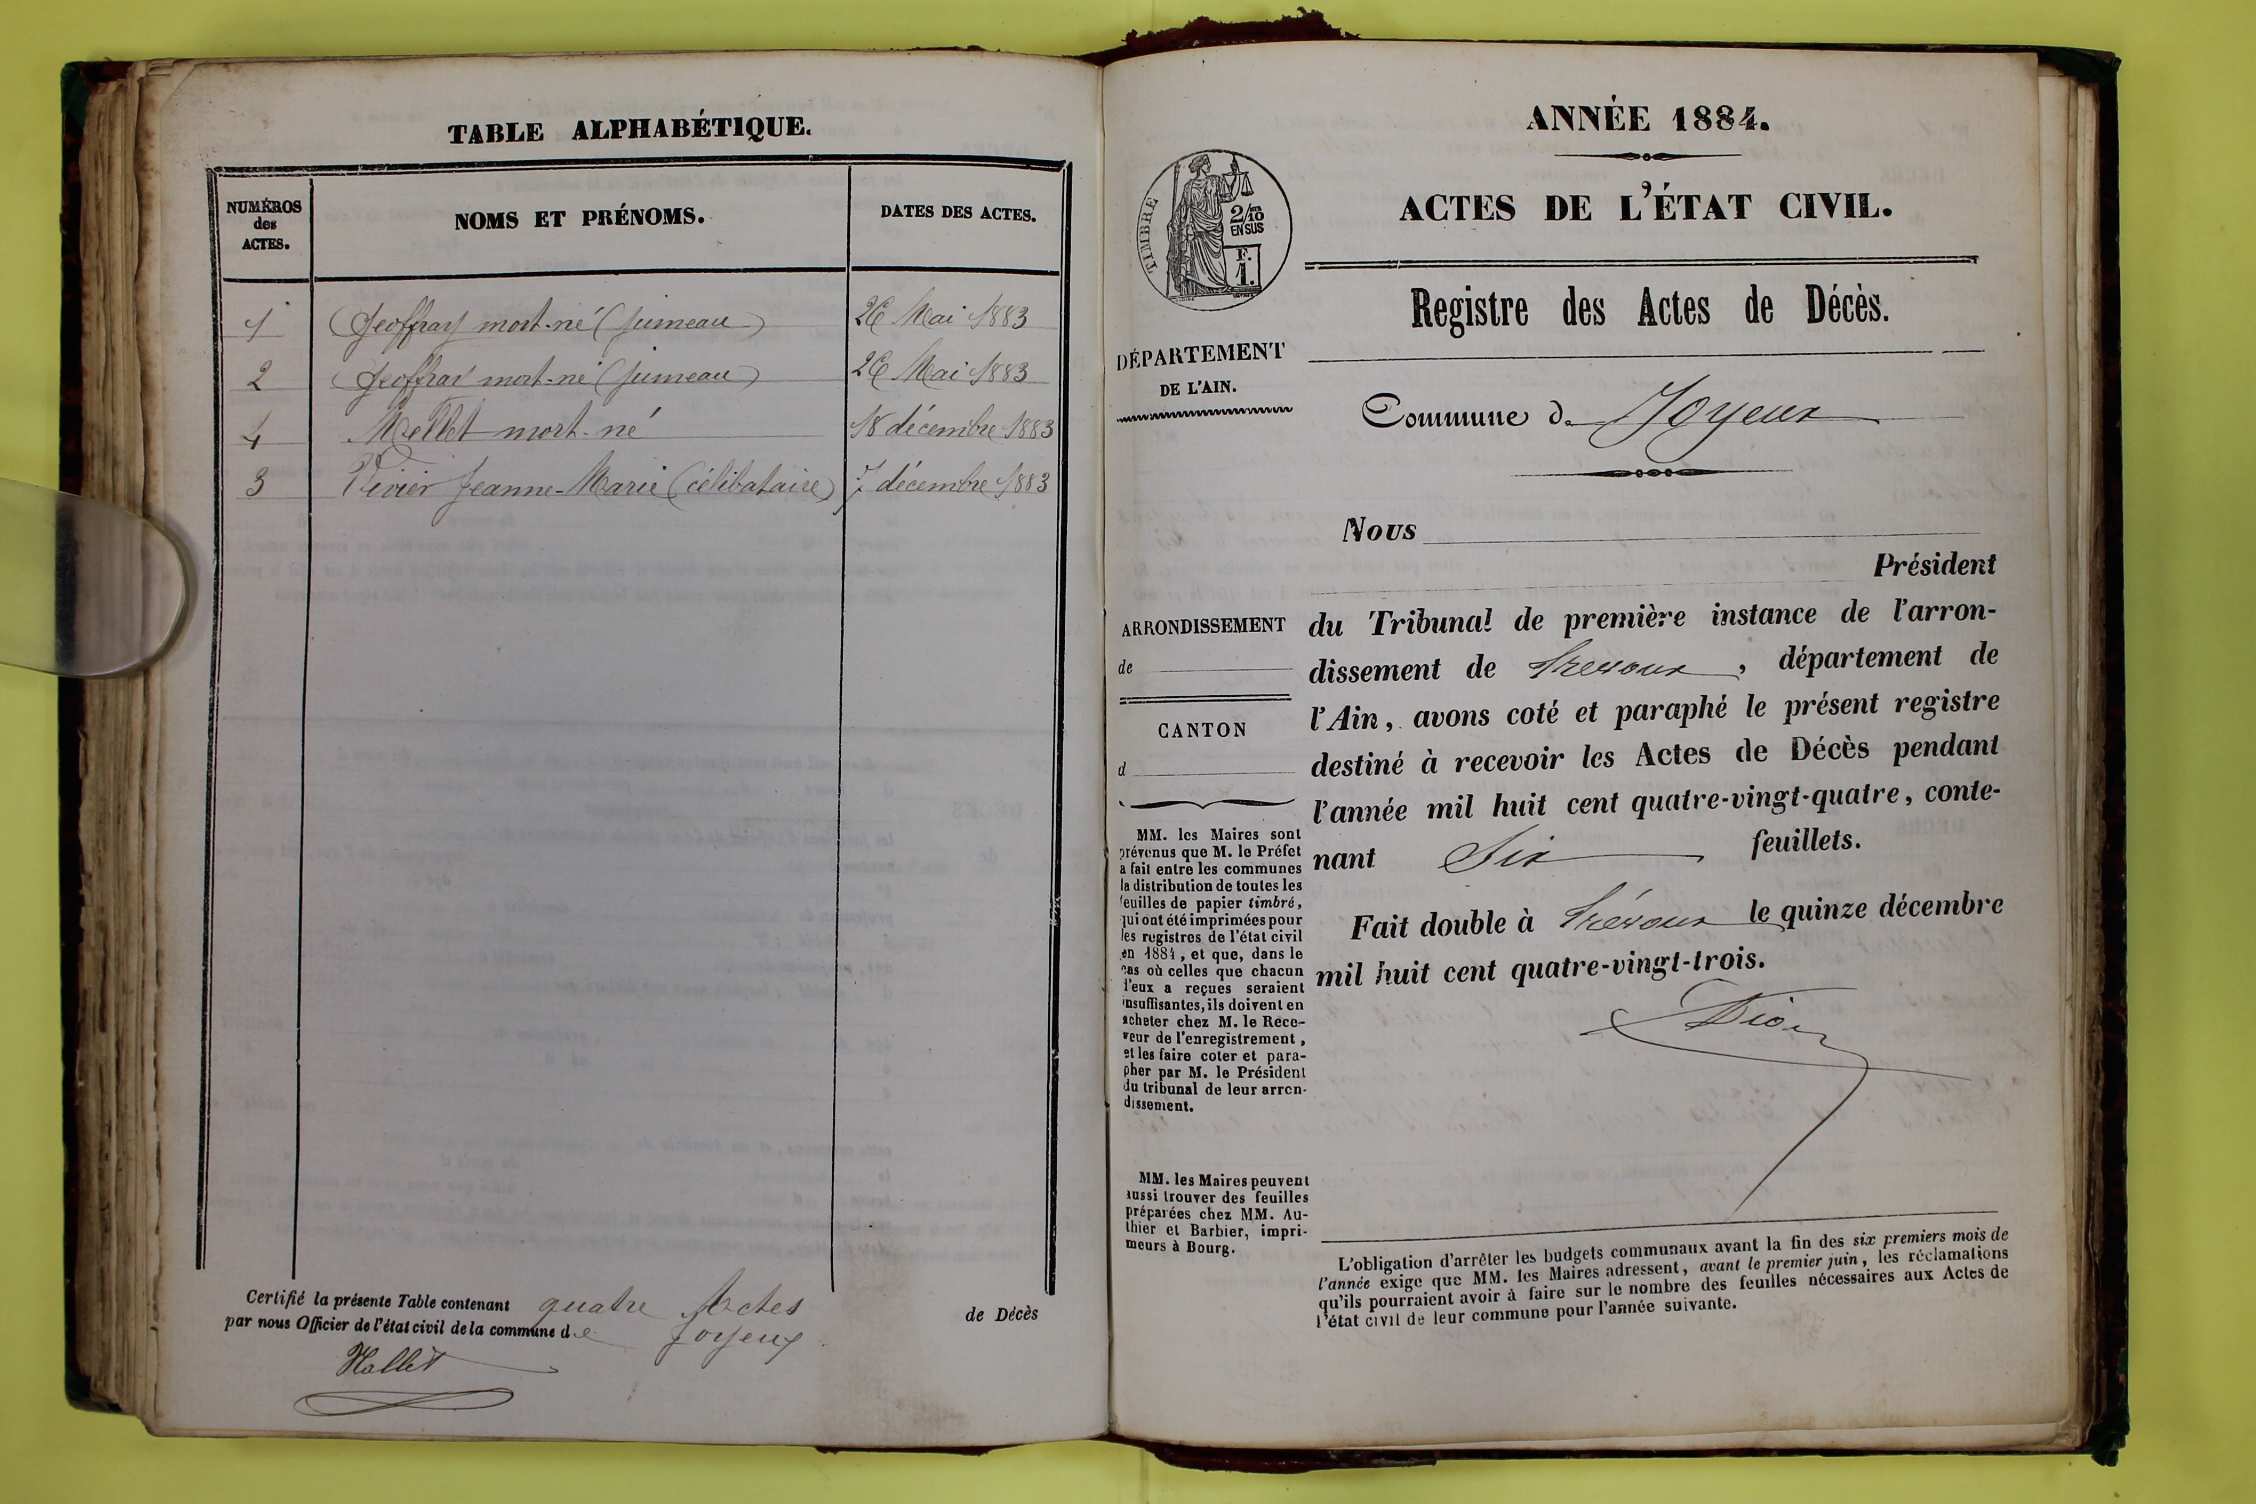 TABLE ALPHABÉTIQUE.
NUMÉROS des ACTES.
NOMS ET PRÉNOMS.
DATES DES ACTES.
1 Geoffray mort-né (jumeau) 26 Mai 1883
2 Geoffray mort-né (jumeau) 26 Mai 1883
4 Mellet mort-né 18 décembre 1883
3 Vivier Jeanne-Marie (célibataire) 7 décembre 1883
Certifié la présente Table contenant quatre Actes de Décès
par nous Officier de l'état civil de la commune de Joyeux
ANNÉE 1884.
ACTES DE L'ÉTAT CIVIL.
TIMBRE
2/10
EN SUS
F.
1.
Registre des Actes de Décès.
DÉPARTEMENT
DE L'AIN.
Commune de Joyeux
Nous
Président
ARRONDISSEMENT
de
CANTON
d
du Tribunal de première instance de l'arron-
dissement de Trevoux, département de
l'Ain, avons coté et paraphé le présent registre
destiné à recevoir les Actes de Décès pendant
l'année mil huit cent quatre-vingt-quatre, conte-
nant Six feuillets.
Fait double à Trévoux le quinze décembre
mil huit cent quatre-vingt-trois.
MM. les Maires sont
prévenus que M. le Préfet
a fait entre les communes
la distribution de toutes les
feuilles de papier timbré,
qui ont été imprimées pour
les registres de l'état civil
en 1884, et que, dans le
cas où celles que chacun
d'eux a reçues seraient
insuffisantes, ils doivent en
acheter chez M. le Rece-
veur de l'enregistrement,
et les faire coter et para-
pher par M. le Président
du tribunal de leur arron-
dissement.
MM. les Maires peuvent
aussi trouver des feuilles
préparées chez MM. Au-
thier et Barbier, impri-
meurs à Bourg.
L'obligation d'arrêter les budgets communaux avant la fin des six premiers mois de
l'année exige que MM. les Maires adressent, avant le premier juin, les réclamations
qu'ils pourraient avoir à faire sur le nombre des feuilles nécessaires aux Actes de
l'état civil de leur commune pour l'année suivante.